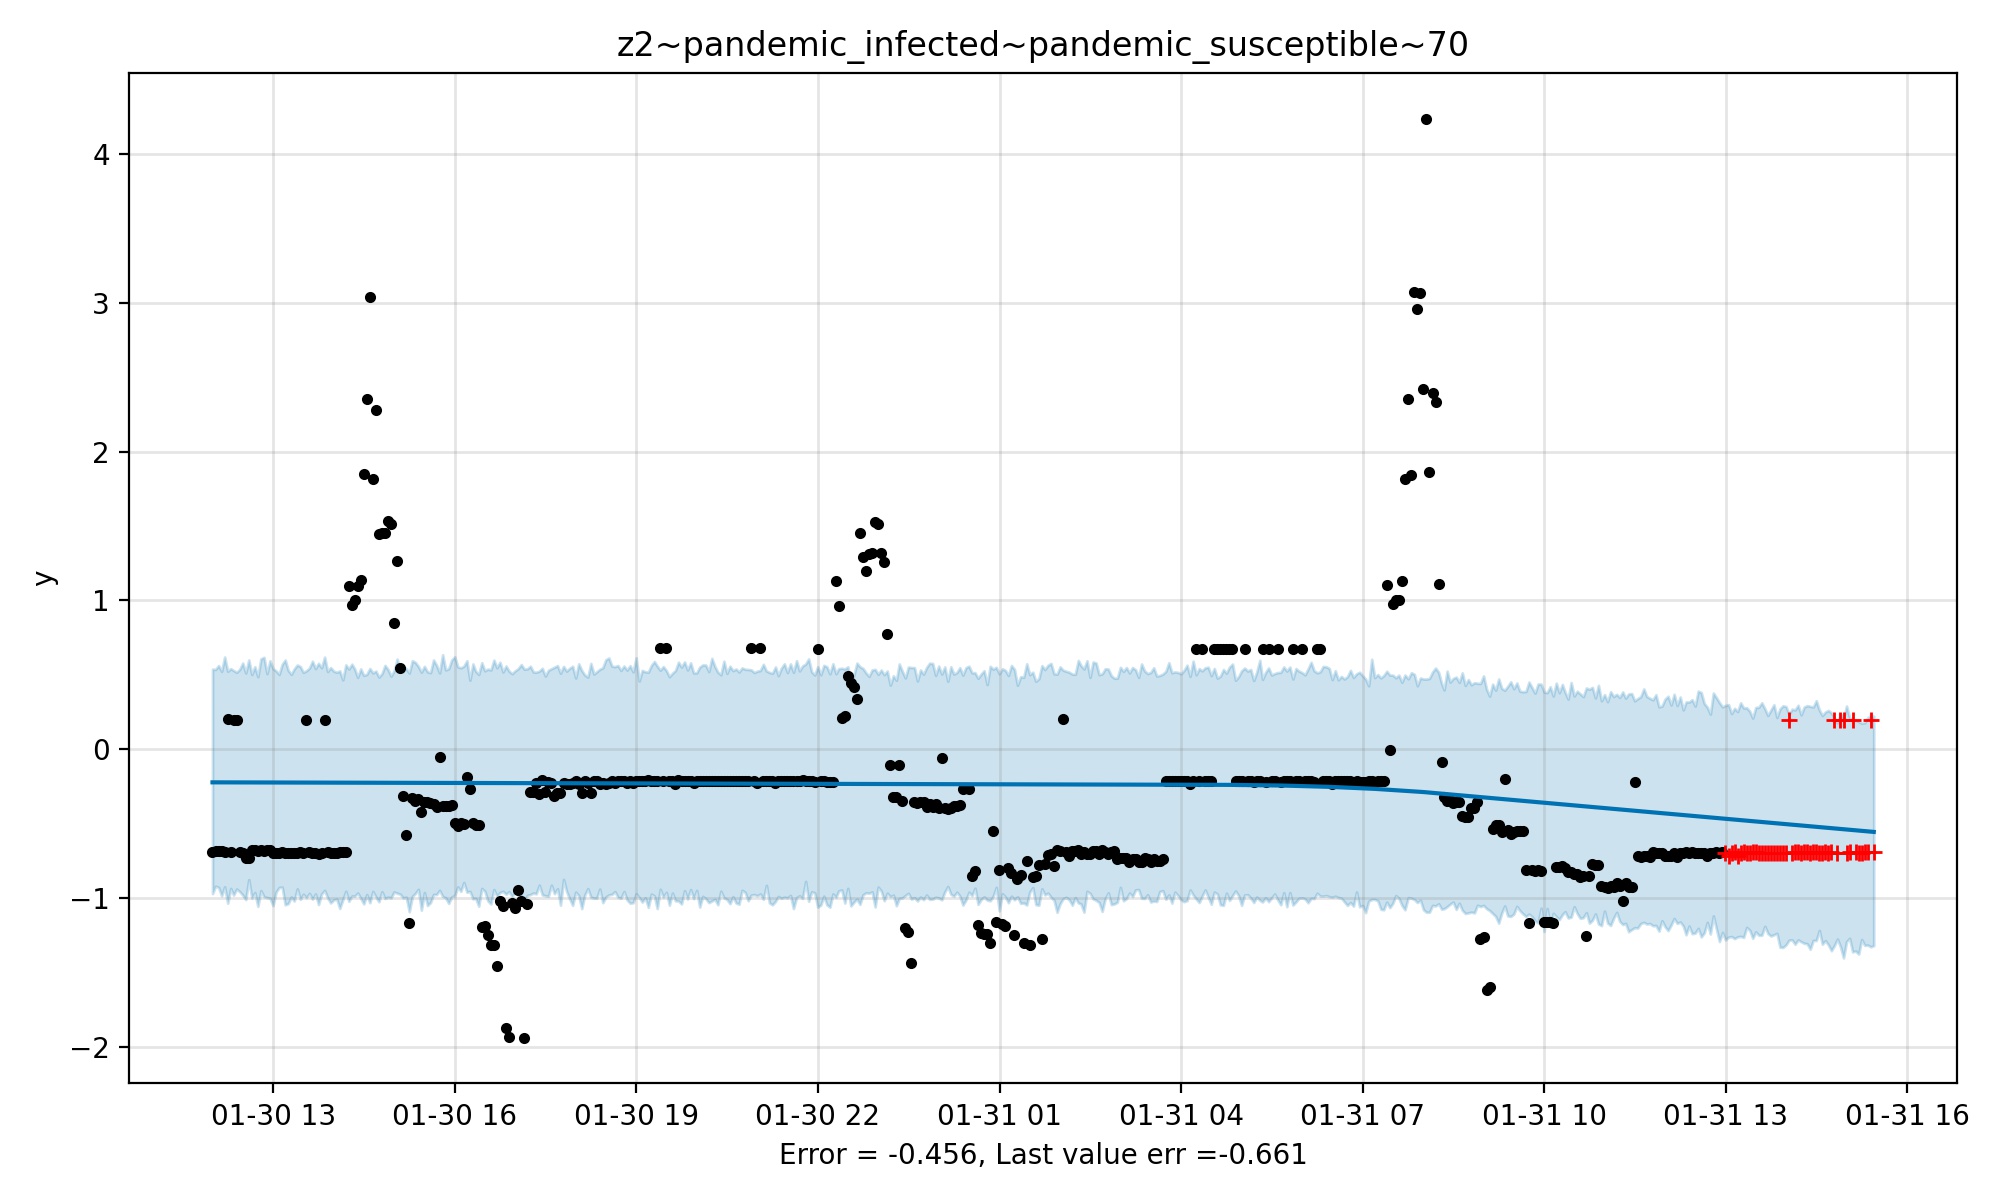 z2~pandemic_infected~pandemic_susceptible~70
4
3
2
1
0
−1
−2
y
01-30 13 01-30 16 01-30 19 01-30 22 01-31 01 01-31 04 01-31 07 01-31 10 01-31 13 01-31 16
Error = -0.456, Last value err =-0.661